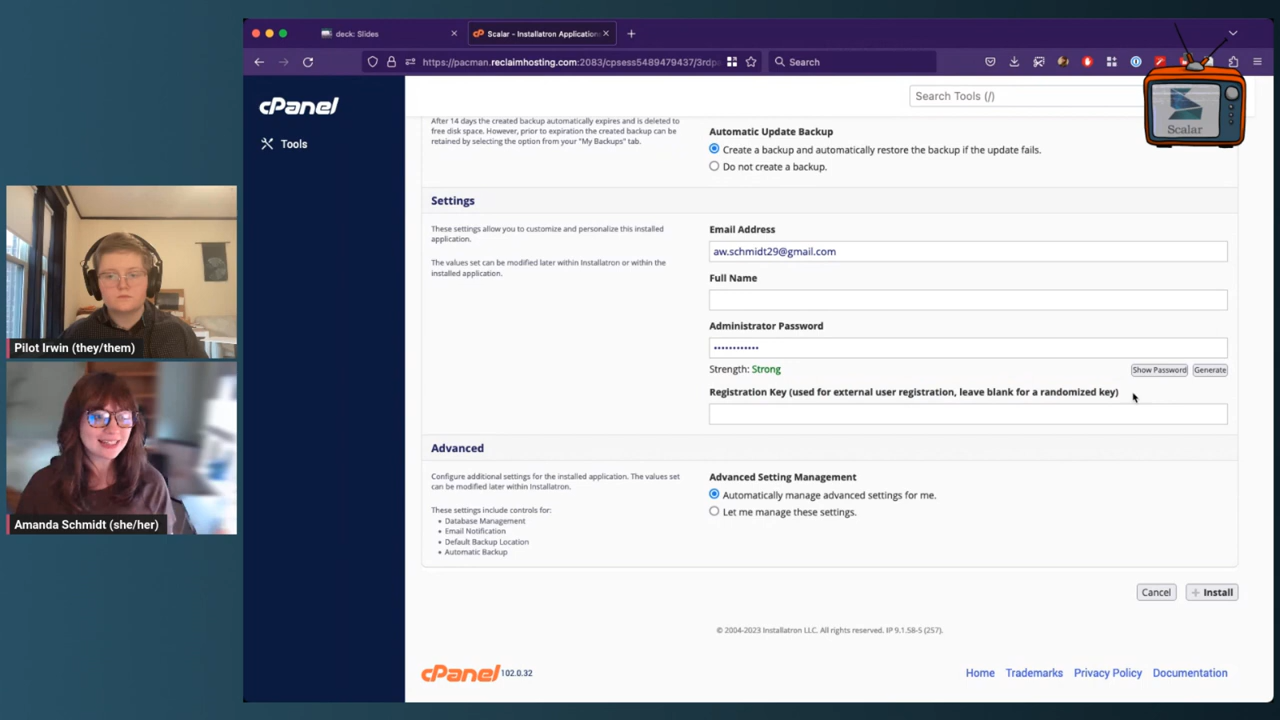 deck: Slides
Scalar - Installatron Application
https://pacman.reclaimhosting.com:2083/cpsess5489479437/3rdpa
Search
cPanel
Search Tools (/)
Scalar
Tools
After 14 days the created backup automatically expires and is deleted to
free disk space. However, prior to expiration the created backup can be
retained by selecting the option from your "My Backups" tab.
Automatic Update Backup
Create a backup and automatically restore the backup if the update fails.
Do not create a backup.
Settings
These settings allow you to customize and personalize this installed
application.
The values set can be modified later within Installatron or within the
installed application.
Email Address
aw.schmidt29@gmail.com
Full Name
Administrator Password
••••••••••••
Strength: Strong
Show Password
Generate
Registration Key (used for external user registration, leave blank for a randomized key)
Pilot Irwin (they/them)
Amanda Schmidt (she/her)
Advanced
Configure additional settings for the installed application. The values set
can be modified later within Installatron.
These settings include controls for:
• Database Management
• Email Notification
• Default Backup Location
• Automatic Backup
Advanced Setting Management
Automatically manage advanced settings for me.
Let me manage these settings.
Cancel
+ Install
© 2004-2023 Installatron LLC. All rights reserved. IP 9.1.58-5 (257).
cPanel 102.0.32
Home
Trademarks
Privacy Policy
Documentation